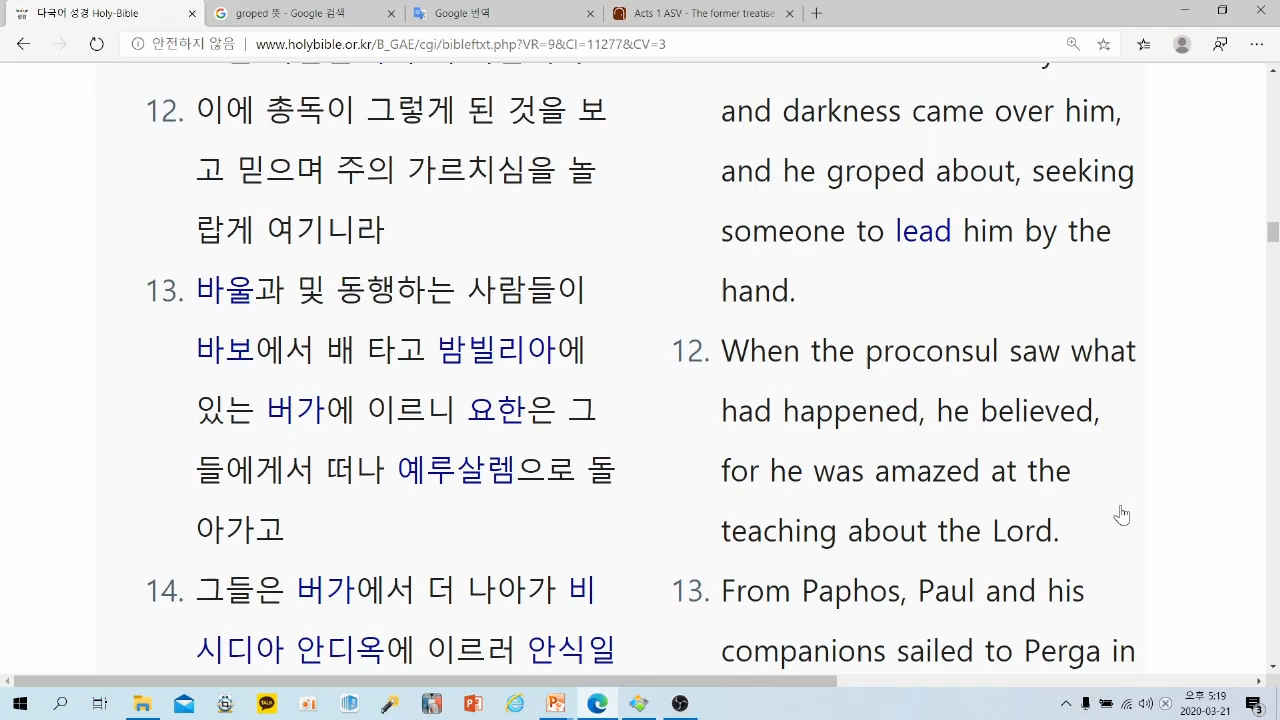 다국어 성경 Holy-Bible
groped 뜻 - Google 검색
Google 번역
Acts 1 ASV - The former treatise
안전하지 않음
www.holybible.or.kr/B_GAE/cgi/bibleftxt.php?VR=9&CI=11277&CV=3
12. 이에 총독이 그렇게 된 것을 보
고 믿으며 주의 가르치심을 놀
랍게 여기니라
13. 바울과 및 동행하는 사람들이
바보에서 배 타고 밤빌리아에
있는 버가에 이르니 요한은 그
들에게서 떠나 예루살렘으로 돌
아가고
14. 그들은 버가에서 더 나아가 비
시디아 안디옥에 이르러 안식일
and darkness came over him,
and he groped about, seeking
someone to lead him by the
hand.
12. When the proconsul saw what
had happened, he believed,
for he was amazed at the
teaching about the Lord.
13. From Paphos, Paul and his
companions sailed to Perga in
TALK
오후 5:19
2020-03-21
3